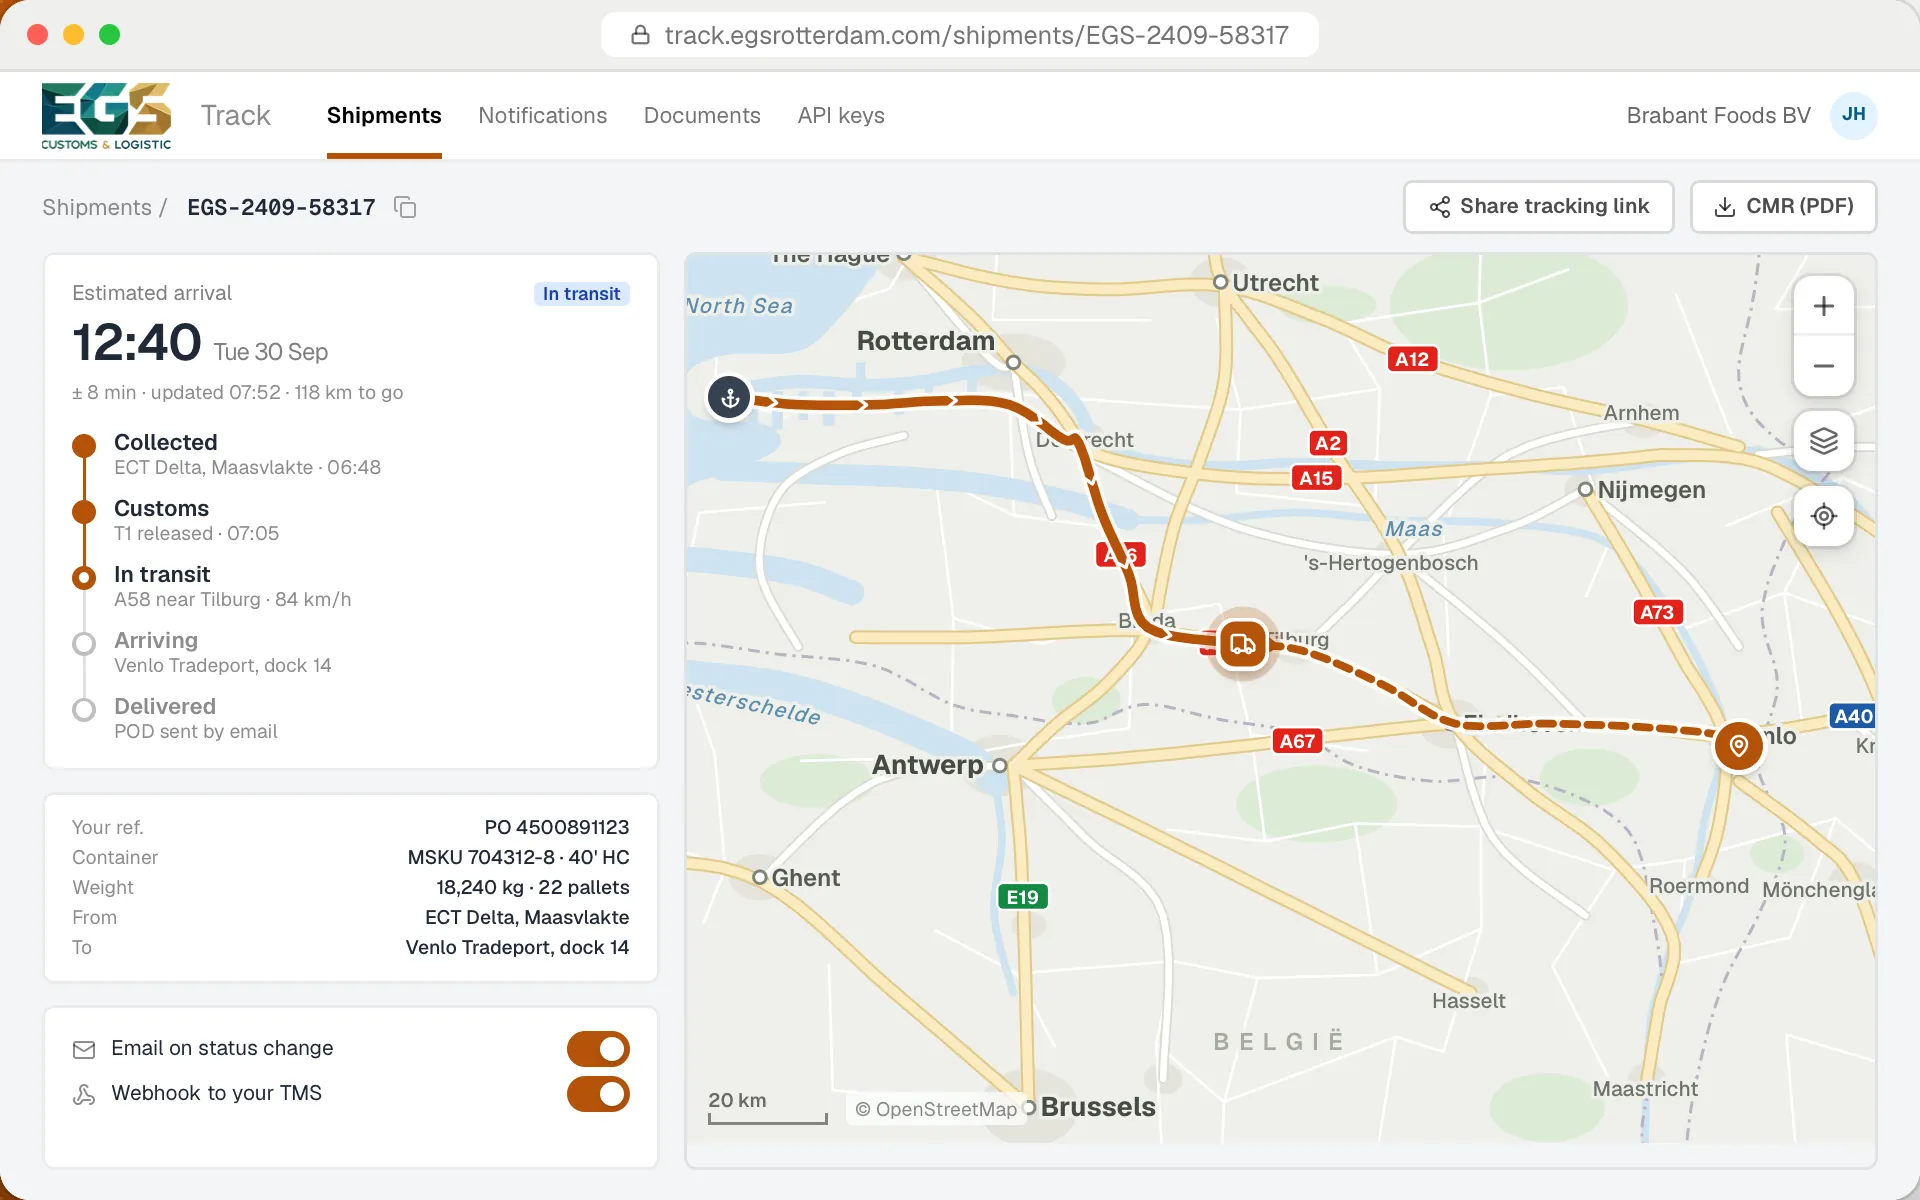 track.egsrotterdam.com/shipments/EGS-2409-58317
EGS
CUSTOMS & LOGISTIC
Track
Shipments
Notifications
Documents
API keys
Brabant Foods BV
JH
Shipments /
EGS-2409-58317
Share tracking link
CMR (PDF)
Estimated arrival
In transit
12:40 Tue 30 Sep
± 8 min · updated 07:52 · 118 km to go
Collected
ECT Delta, Maasvlakte · 06:48
Customs
T1 released · 07:05
In transit
A58 near Tilburg · 84 km/h
Arriving
Venlo Tradeport, dock 14
Delivered
POD sent by email
Your ref. PO 4500891123
Container MSKU 704312-8 · 40' HC
Weight 18,240 kg · 22 pallets
From ECT Delta, Maasvlakte
To Venlo Tradeport, dock 14
Email on status change
Webhook to your TMS
The Hague
Utrecht
North Sea
Rotterdam
A12
Arnhem
A2
A15
Nijmegen
Maas
's-Hertogenbosch
A73
esterschelde
A67
A40
Antwerp
Ghent
E19
Roermond
Mönchengla
Hasselt
BELGIË
Maastricht
20 km
© OpenStreetMap
Brussels